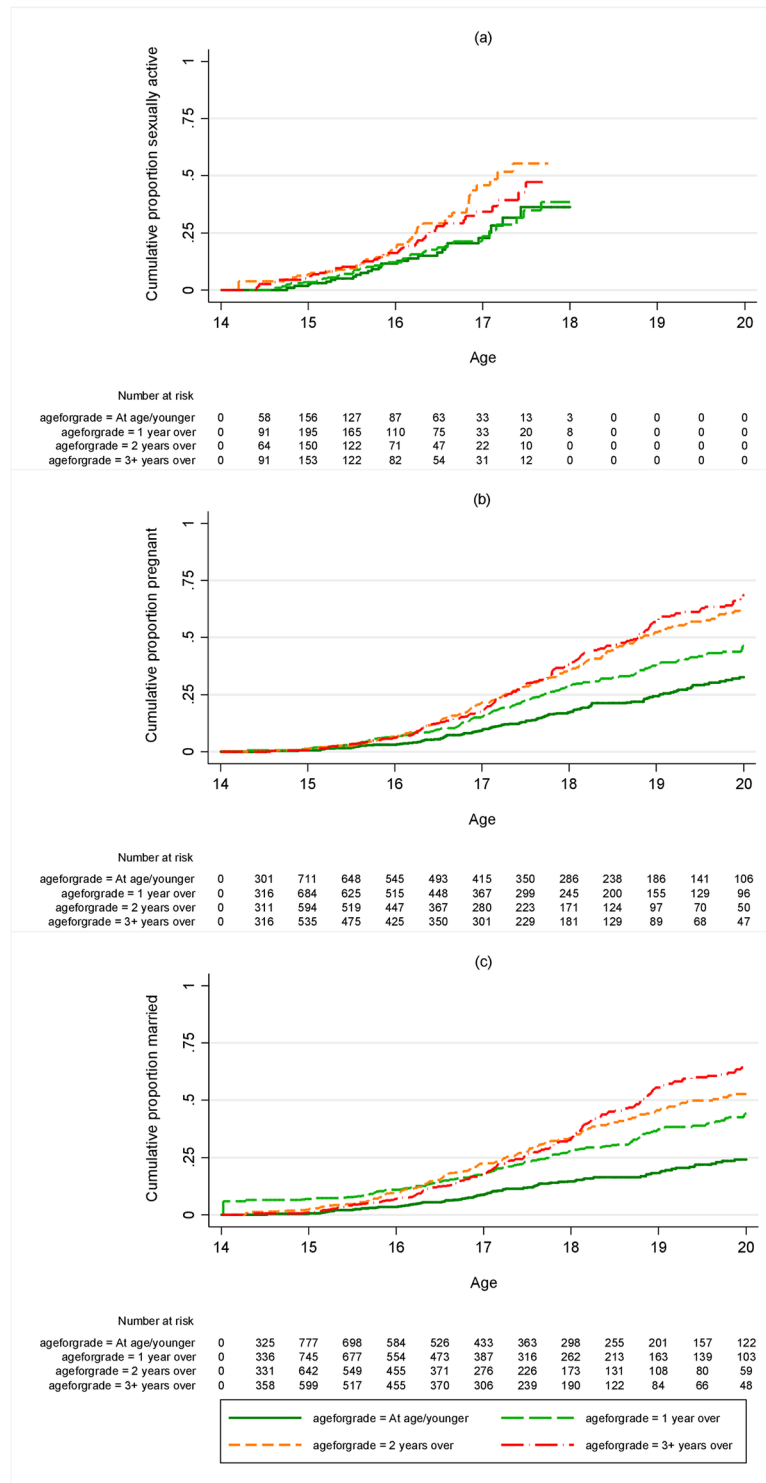 (a)
Cumulative proportion sexually active
1
.75
.5
.25
0
14 15 16 17 18 19 20
Age
Number at risk
ageforgrade = At age/younger 0 58 156 127 87 63 33 13 3 0 0 0 0
ageforgrade = 1 year over 0 91 195 165 110 75 33 20 8 0 0 0 0
ageforgrade = 2 years over 0 64 150 122 71 47 22 10 0 0 0 0 0
ageforgrade = 3+ years over 0 91 153 122 82 54 31 12 0 0 0 0 0
(b)
Cumulative proportion pregnant
1
.75
.5
.25
0
14 15 16 17 18 19 20
Age
Number at risk
ageforgrade = At age/younger 0 301 711 648 545 493 415 350 286 238 186 141 106
ageforgrade = 1 year over 0 316 684 625 515 448 367 299 245 200 155 129 96
ageforgrade = 2 years over 0 311 594 519 447 367 280 223 171 124 97 70 50
ageforgrade = 3+ years over 0 316 535 475 425 350 301 229 181 129 89 68 47
(c)
Cumulative proportion married
1
.75
.5
.25
0
14 15 16 17 18 19 20
Age
Number at risk
ageforgrade = At age/younger 0 325 777 698 584 526 433 363 298 255 201 157 122
ageforgrade = 1 year over 0 336 745 677 554 473 387 316 262 213 163 139 103
ageforgrade = 2 years over 0 331 642 549 455 371 276 226 173 131 108 80 59
ageforgrade = 3+ years over 0 358 599 517 455 370 306 239 190 122 84 66 48
ageforgrade = At age/younger ageforgrade = 1 year over
ageforgrade = 2 years over ageforgrade = 3+ years over